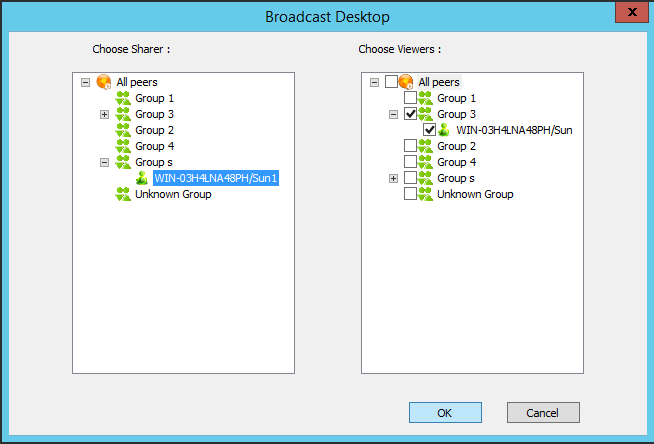 Broadcast Desktop
x
Choose Sharer :
All peers
Group 1
Group 3
Group 2
Group 4
Group s
WIN-03H4LNA48PH/Sun1
Unknown Group
Choose Viewers :
All peers
Group 1
Group 3
WIN-03H4LNA48PH/Sun
Group 2
Group 4
Group s
Unknown Group
OK
Cancel